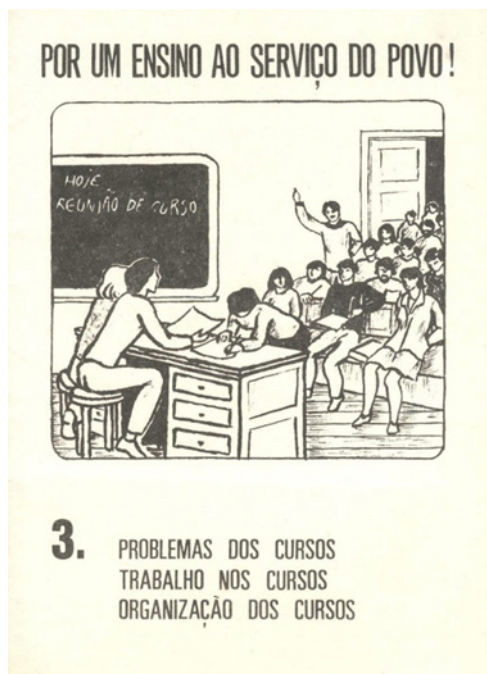 POR UM ENSINO AO SERVIÇO DO POVO!
HOJE
REUNIÃO DE CURSO
3.
PROBLEMAS DOS CURSOS
TRABALHO NOS CURSOS
ORGANIZAÇÃO DOS CURSOS